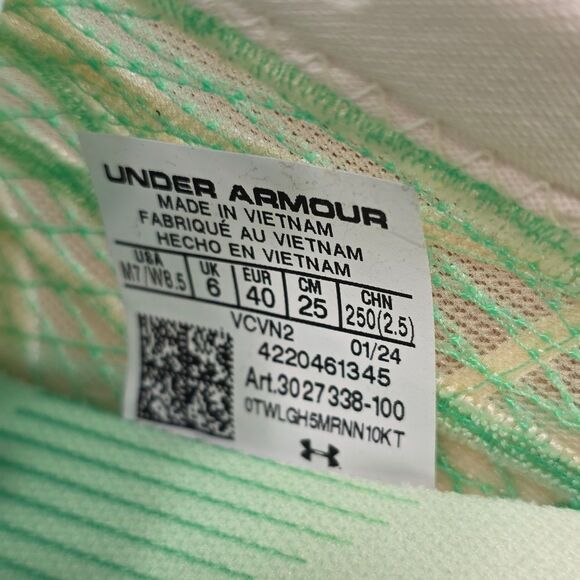 UNDER ARMOUR
MADE IN VIETNAM
FABRIQUÉ AU VIETNAM
HECHO EN VIETNAM
USA UK EUR CM CHN
M7/W8.5 6 40 25 250(2.5)
VCVN2 01/24
4220461345
Art.3027338-100
0TWLGH5MRNN10KT